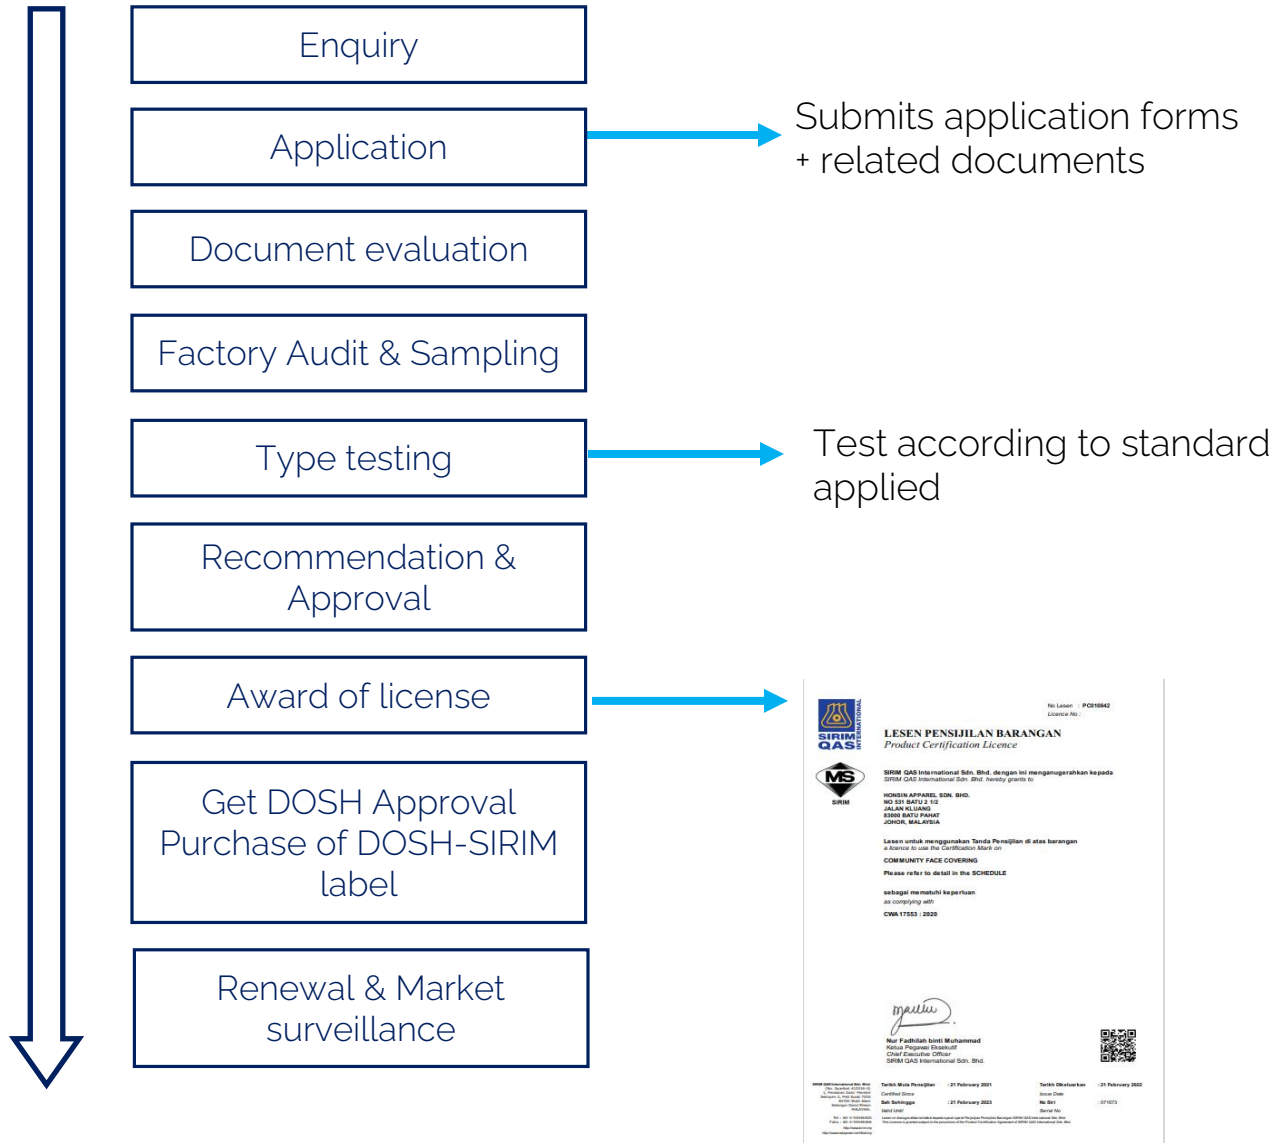 Enquiry
Application
Submits application forms
+ related documents
Document evaluation
Factory Audit & Sampling
Type testing
Test according to standard
applied
Recommendation &
Approval
Award of license
Get DOSH Approval
Purchase of DOSH-SIRIM
label
Renewal & Market
surveillance
SIRIM
QAS
INTERNATIONAL
No Lesen : PC010842
Licence No :
LESEN PENSIJILAN BARANGAN
Product Certification Licence
MS
SIRIM
SIRIM QAS International Sdn. Bhd. dengan ini menganugerahkan kepada
SIRIM QAS International Sdn. Bhd. hereby grants to
HONSIN APPAREL SDN. BHD.
NO 531 BATU 2 1/2
JALAN KLUANG
83000 BATU PAHAT
JOHOR, MALAYSIA
Lesen untuk menggunakan Tanda Pensijilan di atas barangan
a licence to use the Certification Mark on
COMMUNITY FACE COVERING
Please refer to detail in the SCHEDULE
sebagai mematuhi keperluan
as complying with
CWA 17553 : 2020
Nur Fadhilah binti Muhammad
Ketua Pegawai Eksekutif
Chief Executive Officer
SIRIM QAS International Sdn. Bhd.
SIRIM QAS International Sdn. Bhd.
MALAYSIA.
Tarikh Mula Pensijilan : 21 February 2021
Certified Since
Sah Sehingga : 21 February 2023
Valid Until
Tarikh Dikeluarkan : 21 February 2022
Issue Date
No Siri : 071673
Serial No